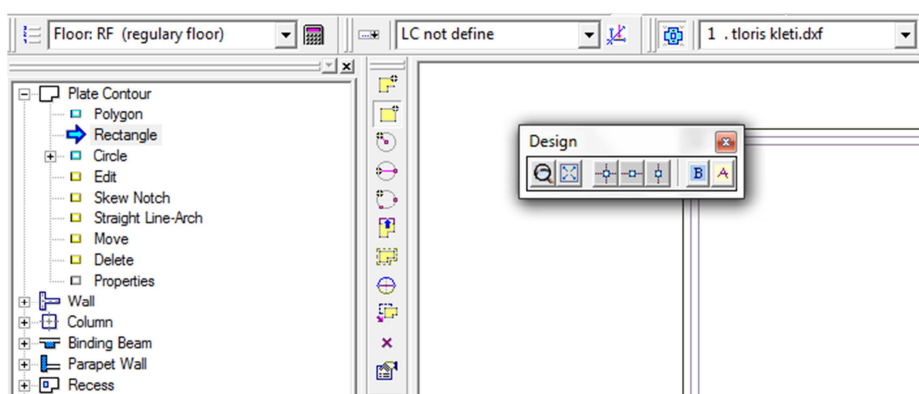 Floor: RF (regulary floor)
LC not define
1 . tloris kleti.dxf
Plate Contour
Polygon
Rectangle
Circle
Edit
Skew Notch
Straight Line-Arch
Move
Delete
Properties
Wall
Column
Binding Beam
Parapet Wall
Recess
Design
B A